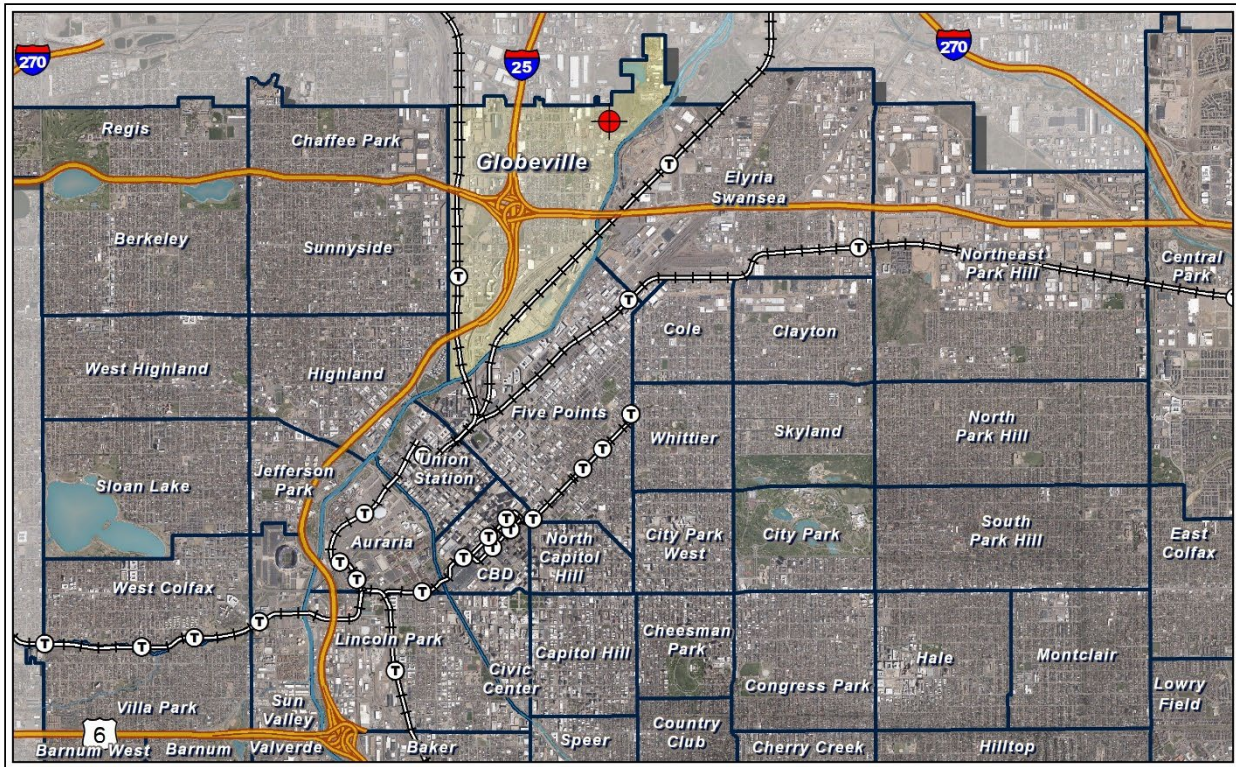 270
25
270
Regis
Chaffee Park
Globeville
T
Elyria
Swansea
Berkeley
Sunnyside
T
T
Northeast
Park Hill
Central
Park
T
T
Cole
Clayton
West Highland
Highland
Five Points
T
Whittier
Skyland
North
Park Hill
T
T
T
Union
Station
Sloan Lake
Jefferson
Park
T
Auraria
T
T
T
T
T
T
T
T
T
CBD
North
Capitol
Hill
City Park
West
City Park
South
Park Hill
East
Colfax
West Colfax
T
T
T
T
T
Lincoln Park
T
Civic
Center
Capitol Hill
Cheesman
Park
Congress Park
Hale
Montclair
Lowry
Field
Villa Park
Sun
Valley
6
Barnum West
Barnum
Valverde
Baker
Speer
Country
Club
Cherry Creek
Hilltop